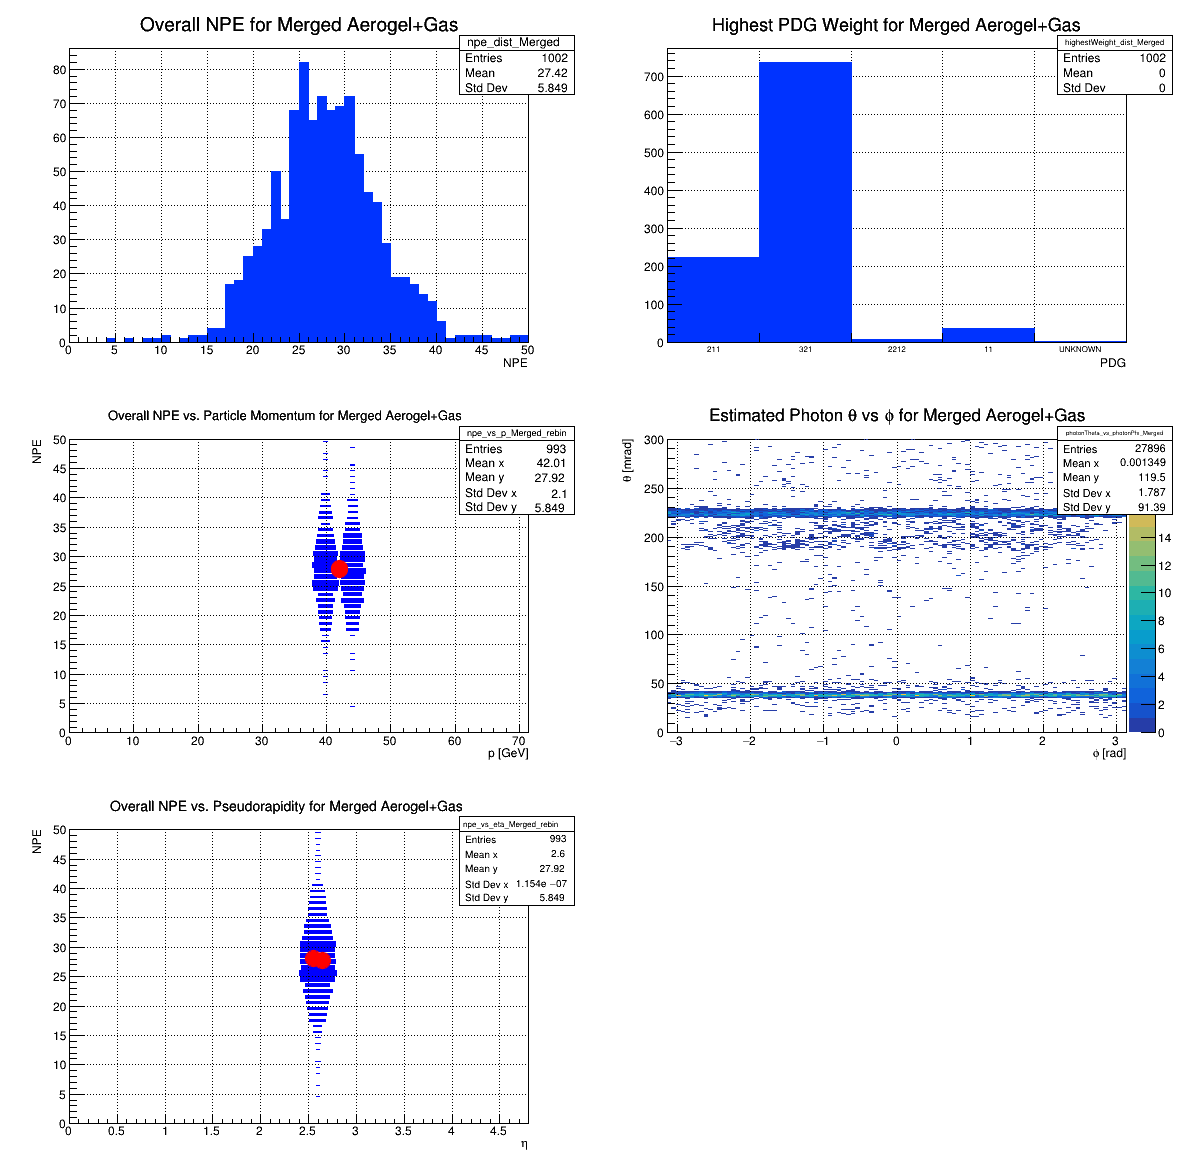 Overall NPE for Merged Aerogel+Gas
npe_dist_Merged
Entries 1002
Mean 27.42
Std Dev 5.849
80
70
60
50
40
30
20
10
0
0 5 10 15 20 25 30 35 40 45 50
NPE
Highest PDG Weight for Merged Aerogel+Gas
highestWeight_dist_Merged
Entries 1002
Mean 0
Std Dev 0
700
600
500
400
300
200
100
0
211 321 2212 11 UNKNOWN
PDG
Overall NPE vs. Particle Momentum for Merged Aerogel+Gas
npe_vs_p_Merged_rebin
Entries 993
Mean x 42.01
Mean y 27.92
Std Dev x 2.1
Std Dev y 5.849
NPE
50
45
40
35
30
25
20
15
10
5
0
0 10 20 30 40 50 60 70
p [GeV]
Estimated Photon θ vs ϕ for Merged Aerogel+Gas
photonTheta_vs_photonPhi_Merged
Entries 27896
Mean x 0.001349
Mean y 119.5
Std Dev x 1.787
Std Dev y 91.39
θ [mrad]
300
250
200
150
100
50
0
−3 −2 −1 0 1 2 3
ϕ [rad]
14
12
10
8
6
4
2
0
Overall NPE vs. Pseudorapidity for Merged Aerogel+Gas
npe_vs_eta_Merged_rebin
Entries 993
Mean x 2.6
Mean y 27.92
Std Dev x 1.154e −07
Std Dev y 5.849
NPE
50
45
40
35
30
25
20
15
10
5
0
0 0.5 1 1.5 2 2.5 3 3.5 4 4.5
η